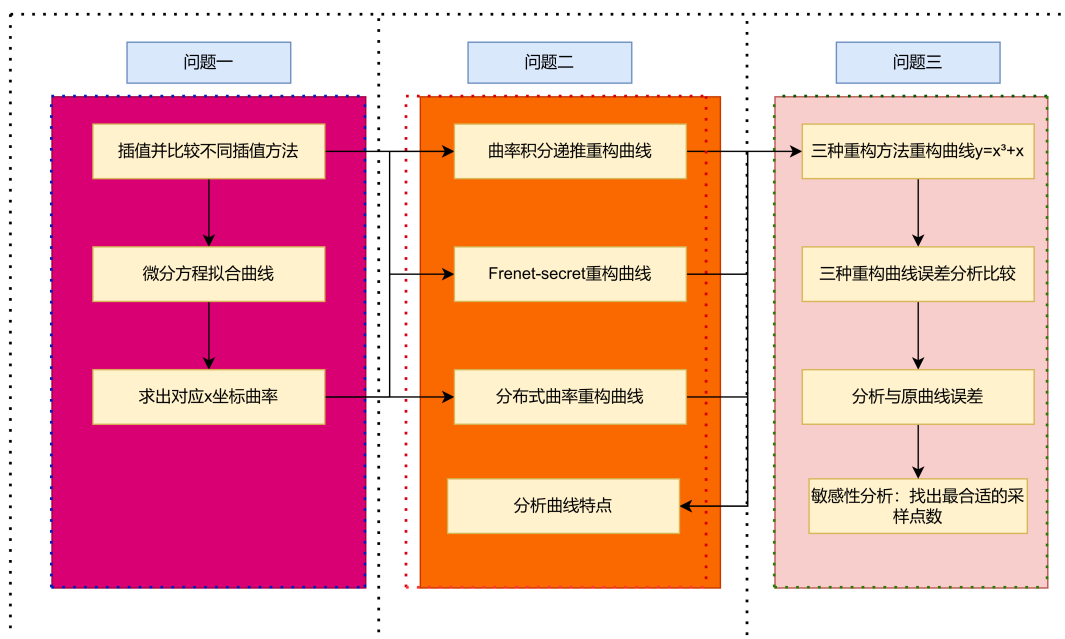 问题一
插值并比较不同插值方法
微分方程拟合曲线
求出对应x坐标曲率
问题二
曲率积分递推重构曲线
Frenet-secret重构曲线
分布式曲率重构曲线
分析曲线特点
问题三
三种重构方法重构曲线y=x³+x
三种重构曲线误差分析比较
分析与原曲线误差
敏感性分析：找出最合适的采
样点数